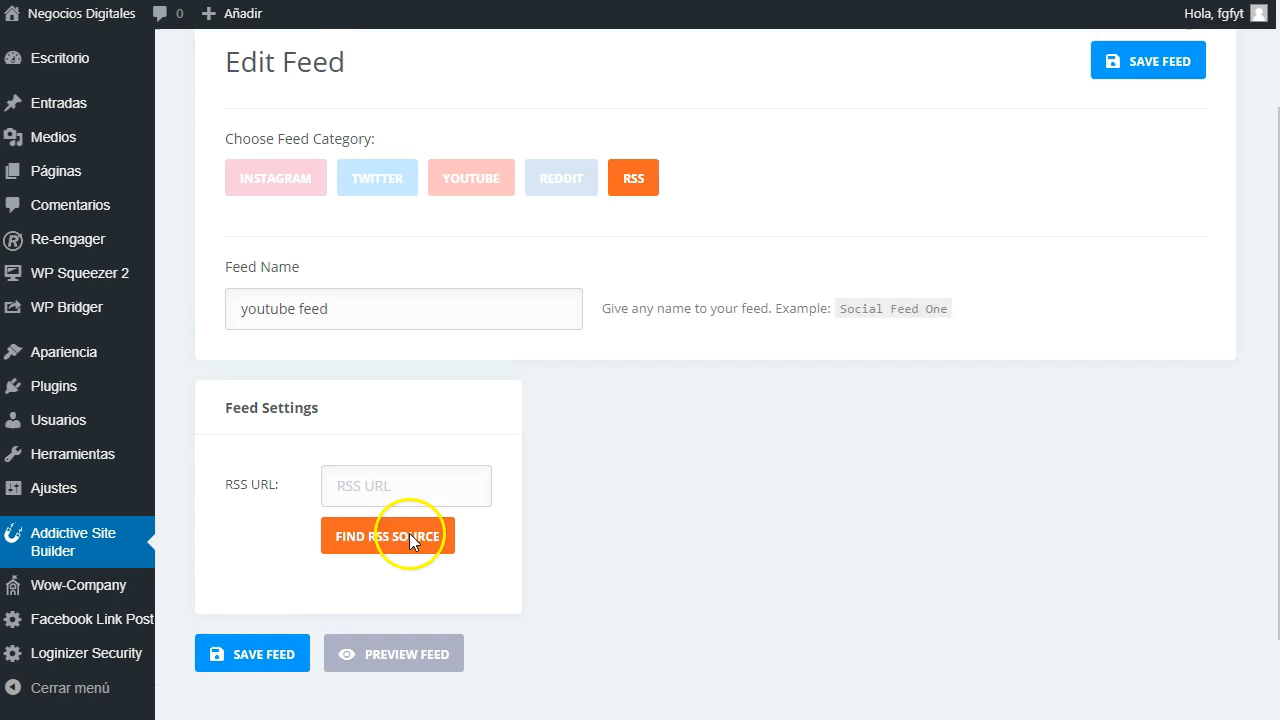 Negocios Digitales 0 Añadir Hola, fgfyt
Escritorio
Entradas
Medios
Páginas
Comentarios
Re-engager
WP Squeezer 2
WP Bridger
Apariencia
Plugins
Usuarios
Herramientas
Ajustes
Addictive Site
Builder
Wow-Company
Facebook Link Post
Loginizer Security
Cerrar menú
Edit Feed
SAVE FEED
Choose Feed Category:
INSTAGRAM TWITTER YOUTUBE REDDIT RSS
Feed Name
youtube feed Give any name to your feed. Example: Social Feed One
Feed Settings
RSS URL: RSS URL
FIND RSS SOURCE
SAVE FEED PREVIEW FEED